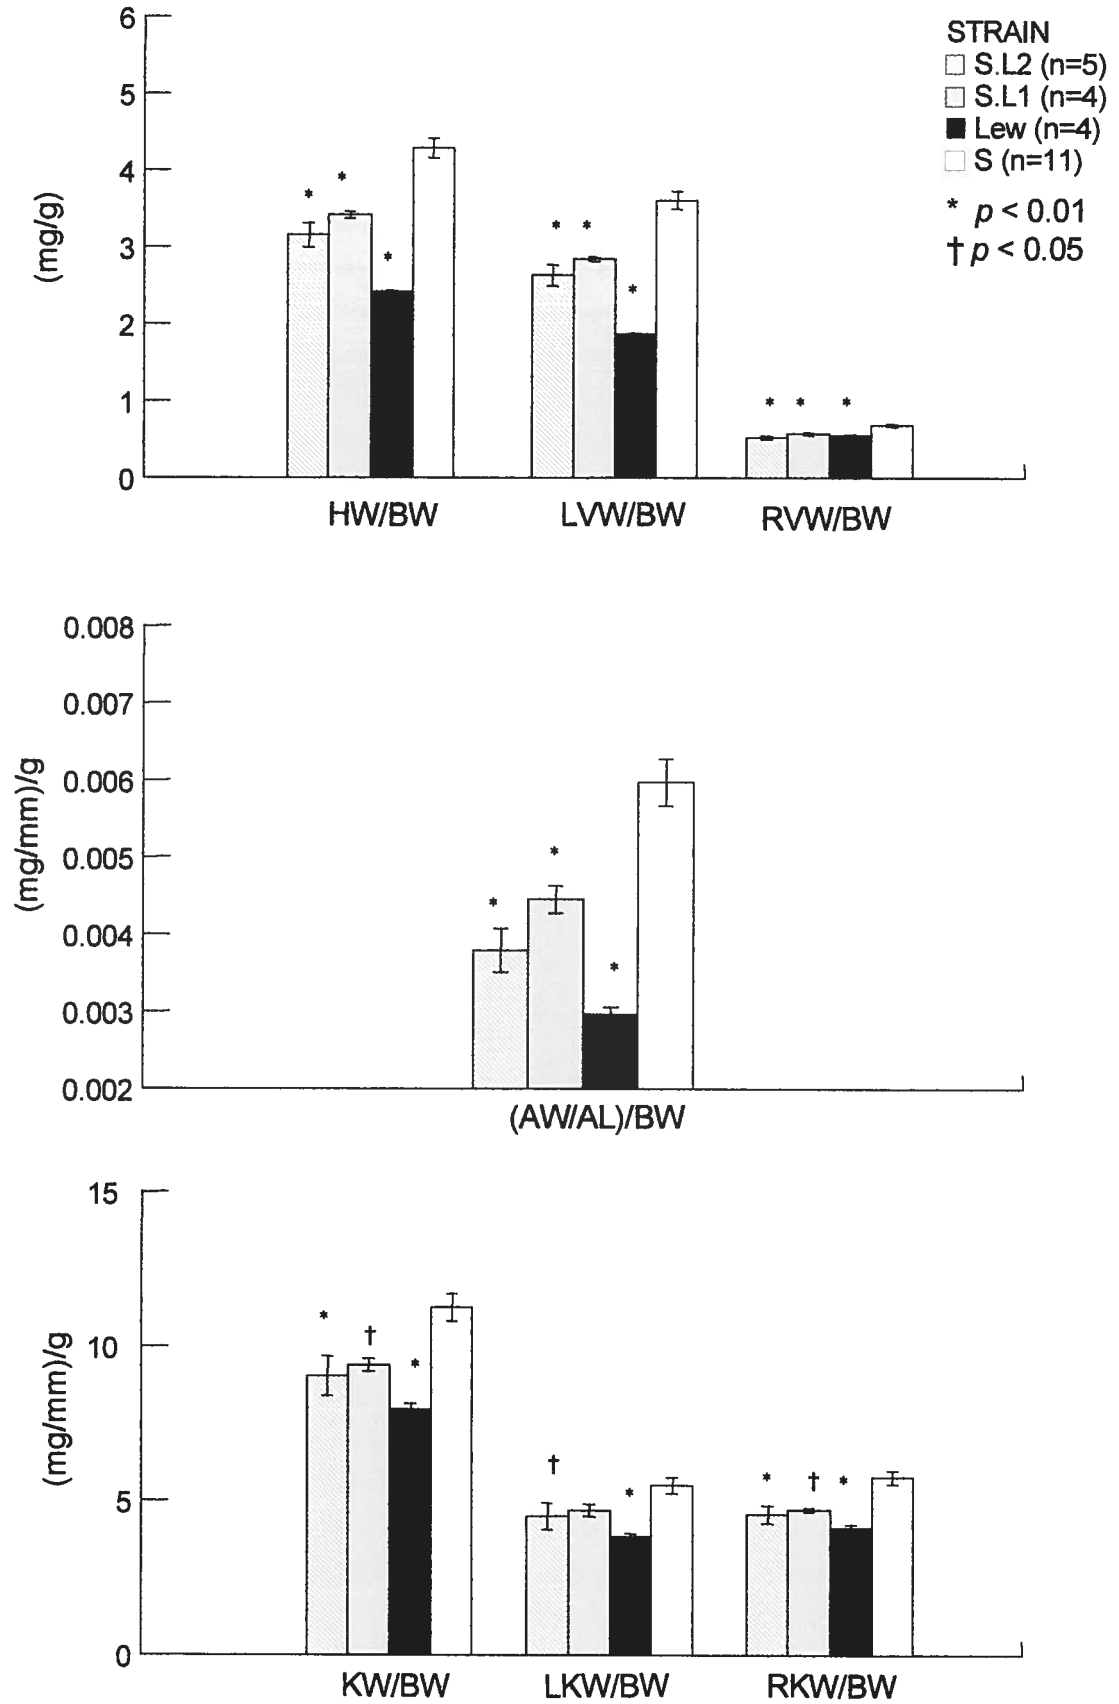 STRAIN
S.L2 (n=5)
S.L1 (n=4)
Lew (n=4)
S (n=11)
* p < 0.01
† p < 0.05
(mg/g)
6
5
4
3
2
1
0
* * *
* * *
* * *
HW/BW LVW/BW RVW/BW
(mg/mm)/g
0.008
0.007
0.006
0.005
0.004
0.003
0.002
* * *
(AW/AL)/BW
(mg/mm)/g
15
10
5
0
* † *
† *
* † *
KW/BW LKW/BW RKW/BW